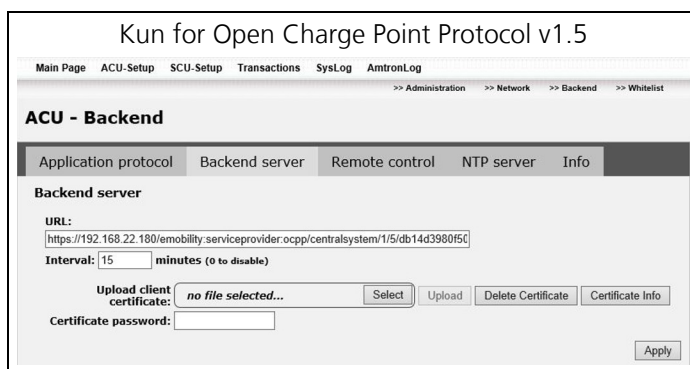 Kun for Open Charge Point Protocol v1.5
Main Page ACU-Setup SCU-Setup Transactions SysLog AmtronLog
>> Administration >> Network >> Backend >> Whitelist
ACU - Backend
Application protocol Backend server Remote control NTP server Info
Backend server
URL:
https://192.168.22.180/emobility:serviceprovider:ocpp/centralsystem/1/5/db14d3980f50
Interval: 15 minutes (0 to disable)
Upload client certificate: no file selected... Select Upload Delete Certificate Certificate Info
Certificate password:
Apply